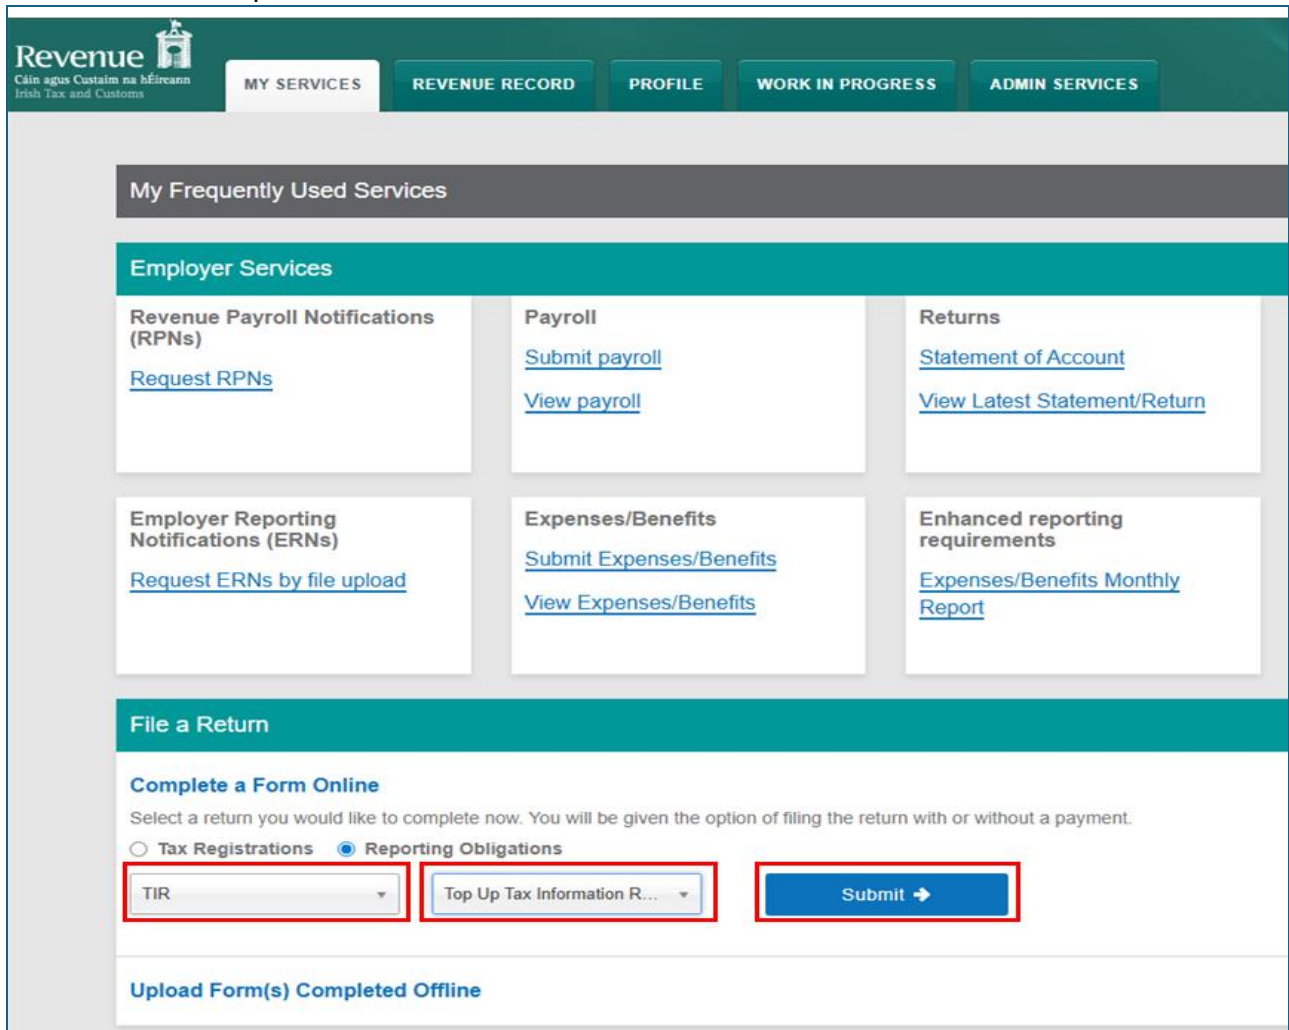 Revenue
Cáin agus Custaim na hÉireann
Irish Tax and Customs
MY SERVICES
REVENUE RECORD
PROFILE
WORK IN PROGRESS
ADMIN SERVICES
My Frequently Used Services
Employer Services
Revenue Payroll Notifications
(RPNs)
Request RPNs
Payroll
Submit payroll
View payroll
Returns
Statement of Account
View Latest Statement/Return
Employer Reporting
Notifications (ERNs)
Request ERNs by file upload
Expenses/Benefits
Submit Expenses/Benefits
View Expenses/Benefits
Enhanced reporting
requirements
Expenses/Benefits Monthly
Report
File a Return
Complete a Form Online
Select a return you would like to complete now. You will be given the option of filing the return with or without a payment.
Tax Registrations
Reporting Obligations
TIR
Top Up Tax Information R...
Submit
Upload Form(s) Completed Offline